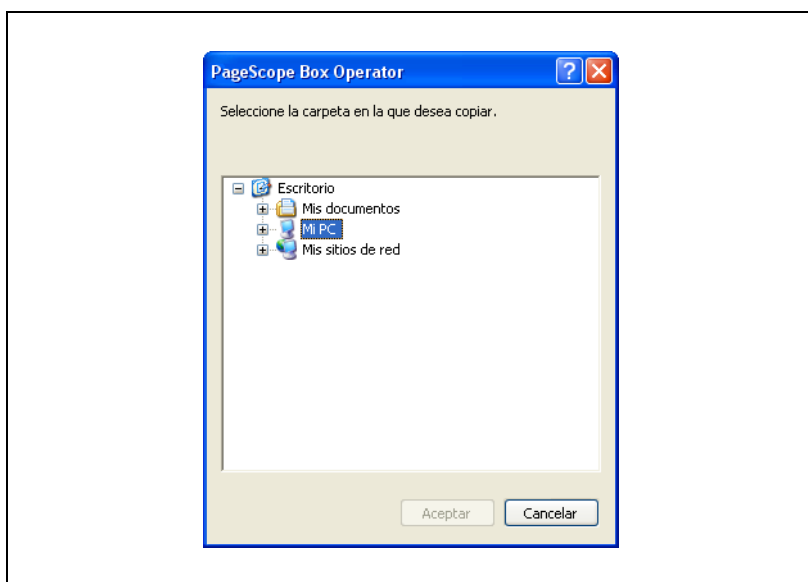 PageScope Box Operator
Seleccione la carpeta en la que desea copiar.
Escritorio
Mis documentos
Mi PC
Mis sitios de red
Aceptar Cancelar